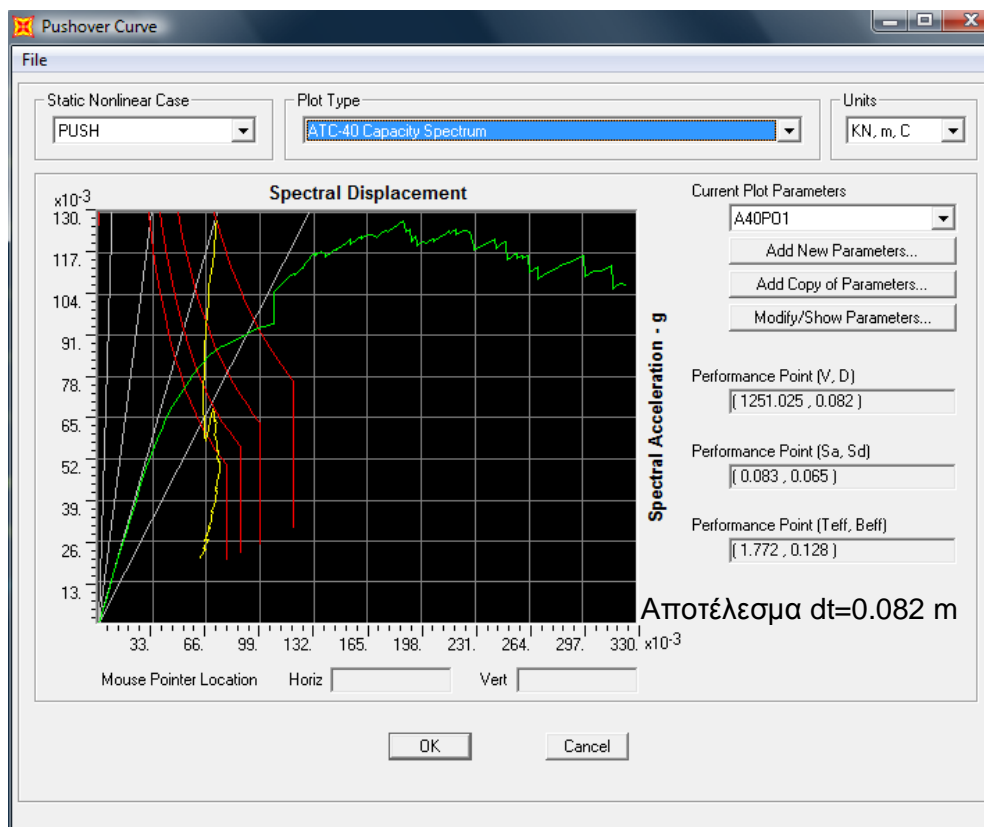 Pushover Curve
File
Static Nonlinear Case
PUSH
Plot Type
ATC-40 Capacity Spectrum
Units
KN, m, C
Spectral Displacement
x10-3
130.
117.
104.
91.
78.
65.
52.
39.
26.
13.
33. 66. 99. 132. 165. 198. 231. 264. 297. 330. x10-3
Spectral Acceleration - g
Mouse Pointer Location Horiz Vert
Current Plot Parameters
A40PO1
Add New Parameters...
Add Copy of Parameters...
Modify/Show Parameters...
Performance Point (V, D)
( 1251.025 , 0.082 )
Performance Point (Sa, Sd)
( 0.083 , 0.065 )
Performance Point (Teff, Beff)
( 1.772 , 0.128 )
Αποτέλεσμα dt=0.082 m
OK Cancel